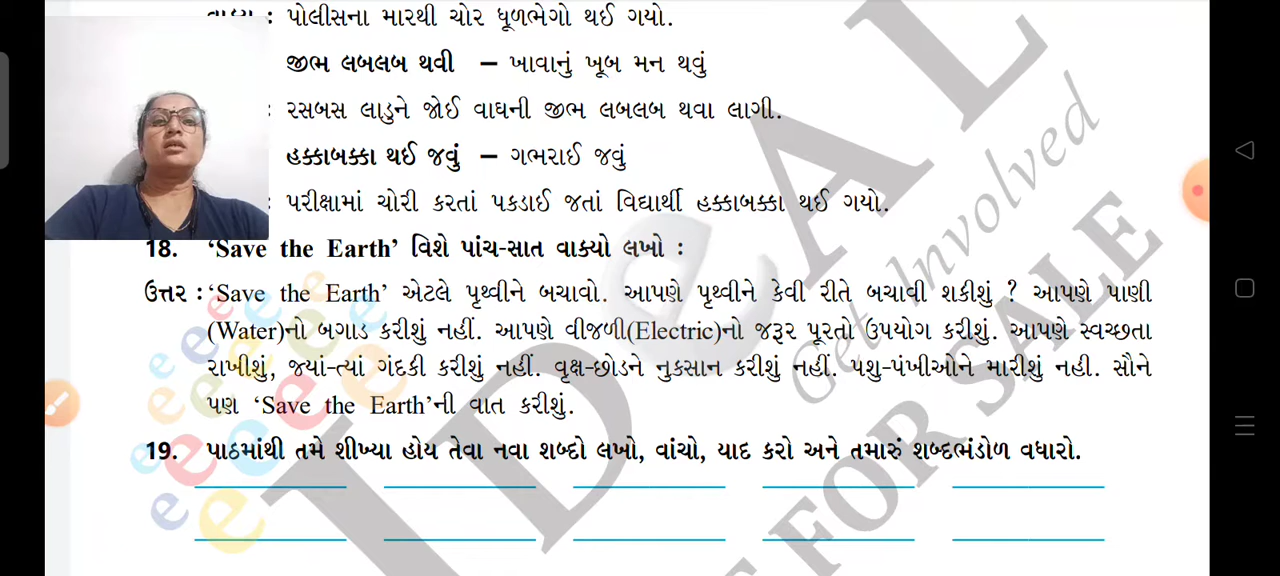 : પોલીસના મારથી ચોર ધૂળભેગો થઈ ગયો.
જીભ લબલબ થવી – ખાવાનું ખૂબ મન થવું
: રસબસ લાડુને જોઈ વાઘની જીભ લબલબ થવા લાગી.
હક્કાબક્કા થઈ જવું – ગભરાઈ જવું
: પરીક્ષામાં ચોરી કરતાં પકડાઈ જતાં વિદ્યાર્થી હક્કાબક્કા થઈ ગયો.
18. ‘Save the Earth’ વિશે પાંચ-સાત વાક્યો લખો :
ઉત્તર : ‘Save the Earth’ એટલે પૃથ્વીને બચાવો. આપણે પૃથ્વીને કેવી રીતે બચાવી શકીશું ? આપણે પાણી
(Water)નો બગાડ કરીશું નહીં. આપણે વીજળી(Electric)નો જરૂર પૂરતો ઉપયોગ કરીશું. આપણે સ્વચ્છતા
રાખીશું, જ્યાં-ત્યાં ગંદકી કરીશું નહીં. વૃક્ષ-છોડને નુકસાન કરીશું નહીં. પશુ-પંખીઓને મારીશું નહી. સૌને
પણ ‘Save the Earth’ની વાત કરીશું.
19. પાઠમાંથી તમે શીખ્યા હોય તેવા નવા શબ્દો લખો, વાંચો, યાદ કરો અને તમારું શબ્દભંડોળ વધારો.
IDeAL
Get Involved
FOR SALE